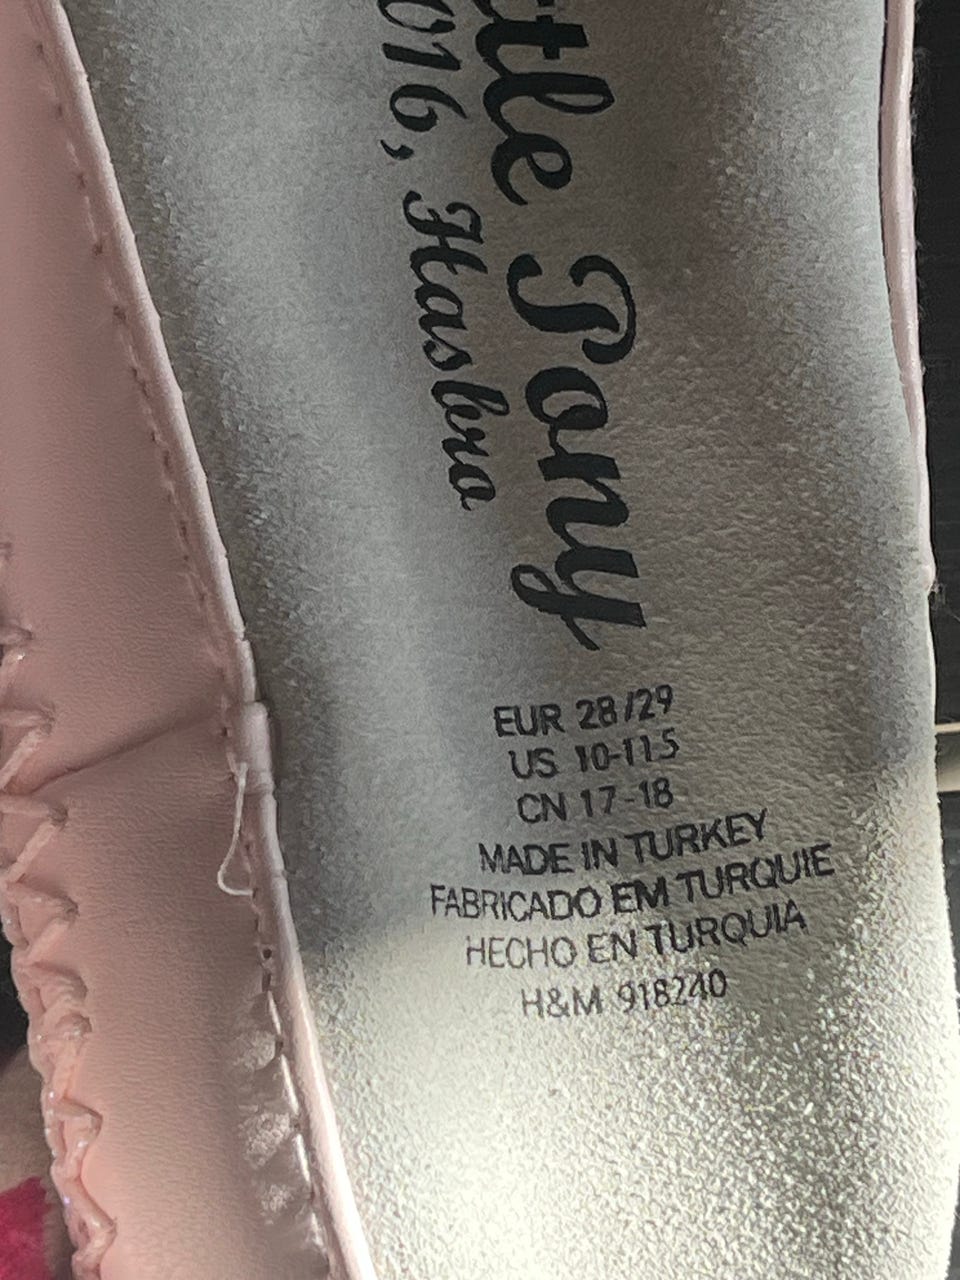 tle Pony
016, Hasbro
EUR 28/29
US 10-11.5
CN 17-18
MADE IN TURKEY
FABRICADO EM TURQUIE
HECHO EN TURQUIA
H&M 918240